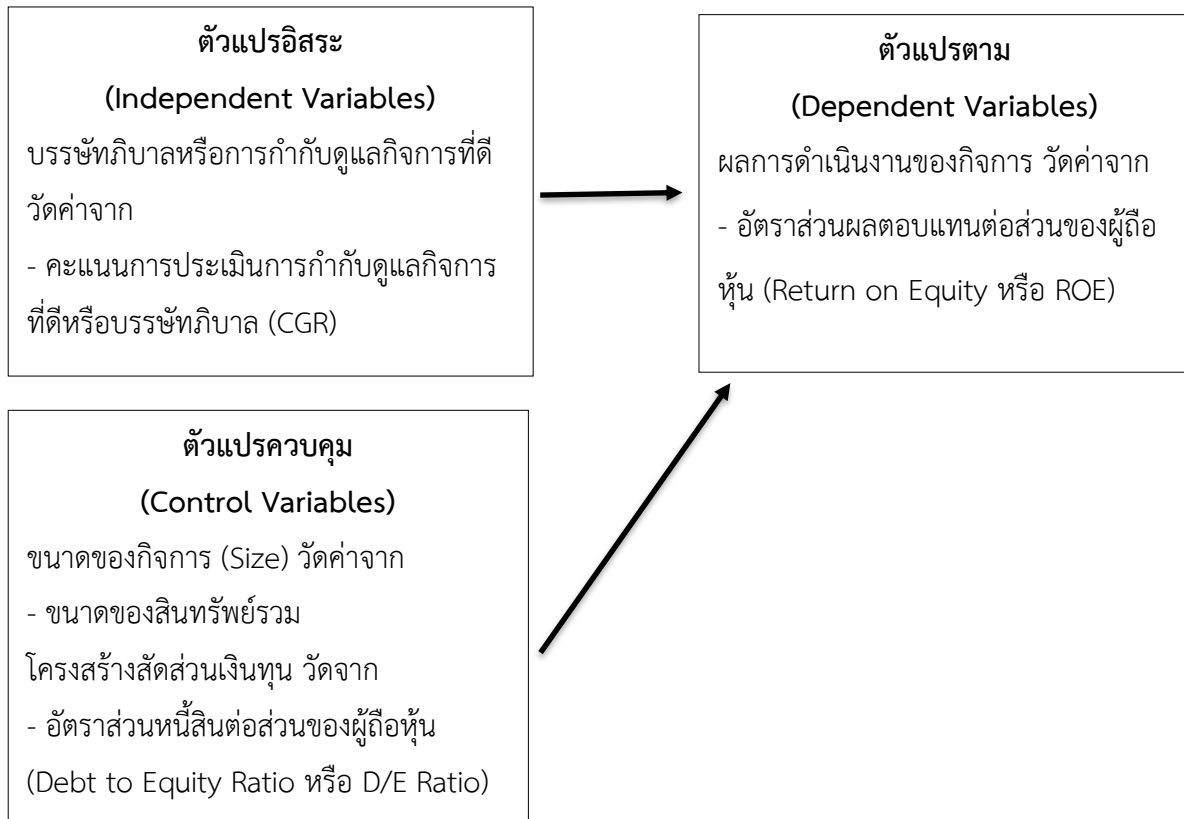 ตัวแปรอิสระ
(Independent Variables)
บรรษัทภิบาลหรือการกำกับดูแลกิจการที่ดี
วัดค่าจาก
- คะแนนการประเมินการกำกับดูแลกิจการ
ที่ดีหรือบรรษัทภิบาล (CGR)
ตัวแปรตาม
(Dependent Variables)
ผลการดำเนินงานของกิจการ วัดค่าจาก
- อัตราส่วนผลตอบแทนต่อส่วนของผู้ถือ
หุ้น (Return on Equity หรือ ROE)
ตัวแปรควบคุม
(Control Variables)
ขนาดของกิจการ (Size) วัดค่าจาก
- ขนาดของสินทรัพย์รวม
โครงสร้างสัดส่วนเงินทุน วัดจาก
- อัตราส่วนหนี้สินต่อส่วนของผู้ถือหุ้น
(Debt to Equity Ratio หรือ D/E Ratio)